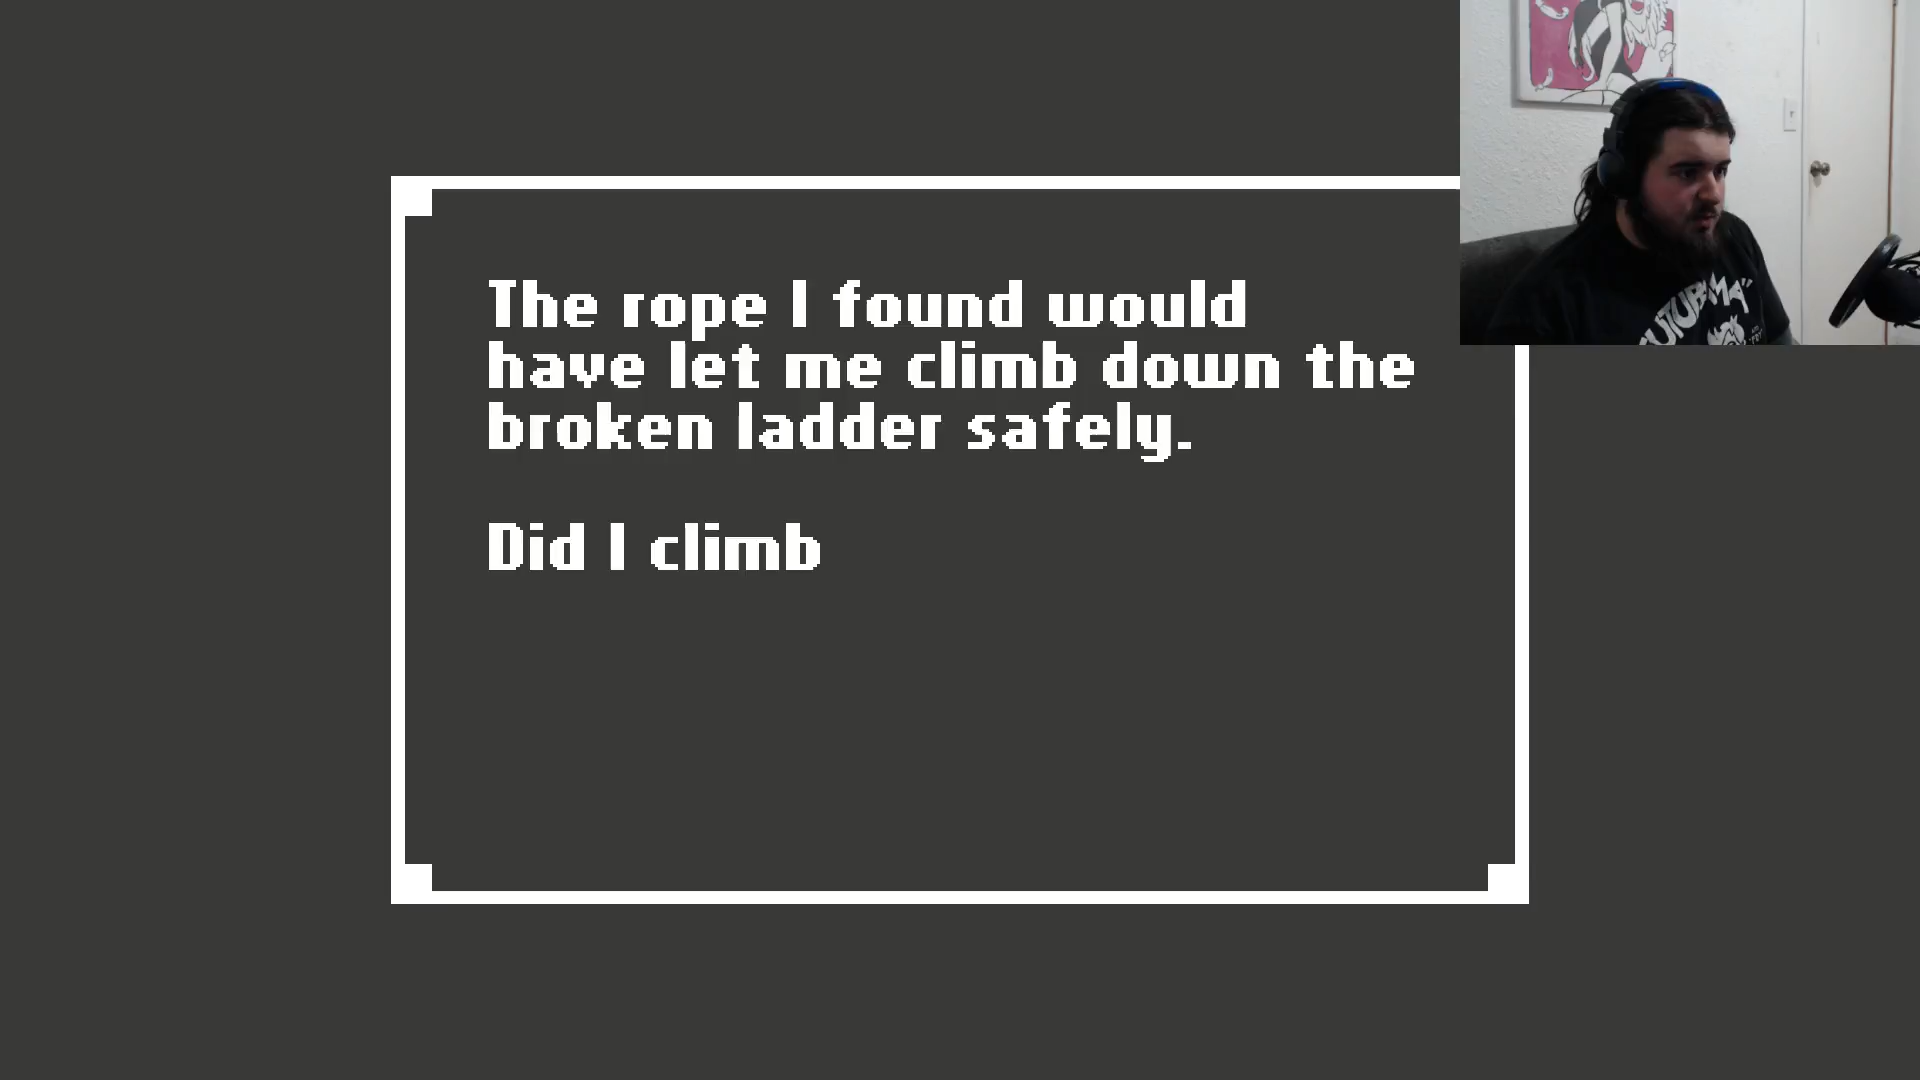 The rope I found would
have let me climb down the
broken ladder safely.
Did I climb